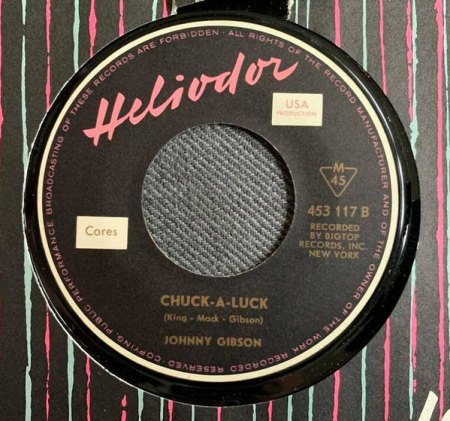 ALL RIGHTS OF THE RECORD MANUFACTURER AND OF THE OWNER OF THE RECORDED WORK RESERVED · COPYING · PUBLIC PERFORMANCE BROADCASTING OF THESE RECORDS ARE FORBIDDEN ·
Heliodor
USA
PRODUCTION
M
45
453 117 B
RECORDED
BY BIGTOP
RECORDS, INC.
NEW YORK
Cores
CHUCK-A-LUCK
(King - Mack - Gibson)
JOHNNY GIBSON